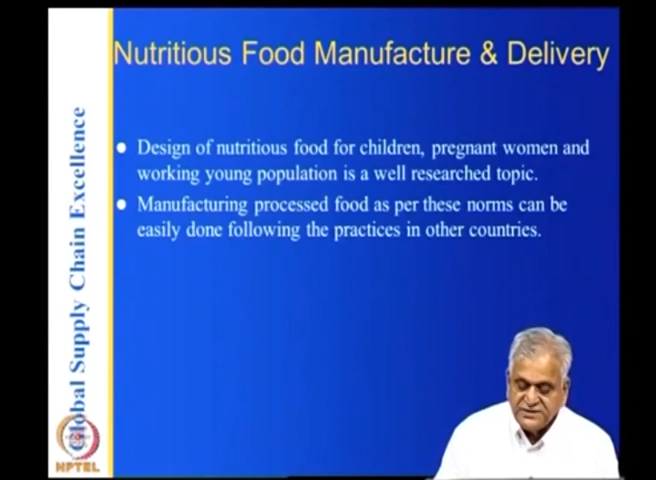 Nutritious Food Manufacture & Delivery
Design of nutritious food for children, pregnant women and
working young population is a well researched topic.
Manufacturing processed food as per these norms can be
easily done following the practices in other countries.
Global Supply Chain Excellence
NPTEL